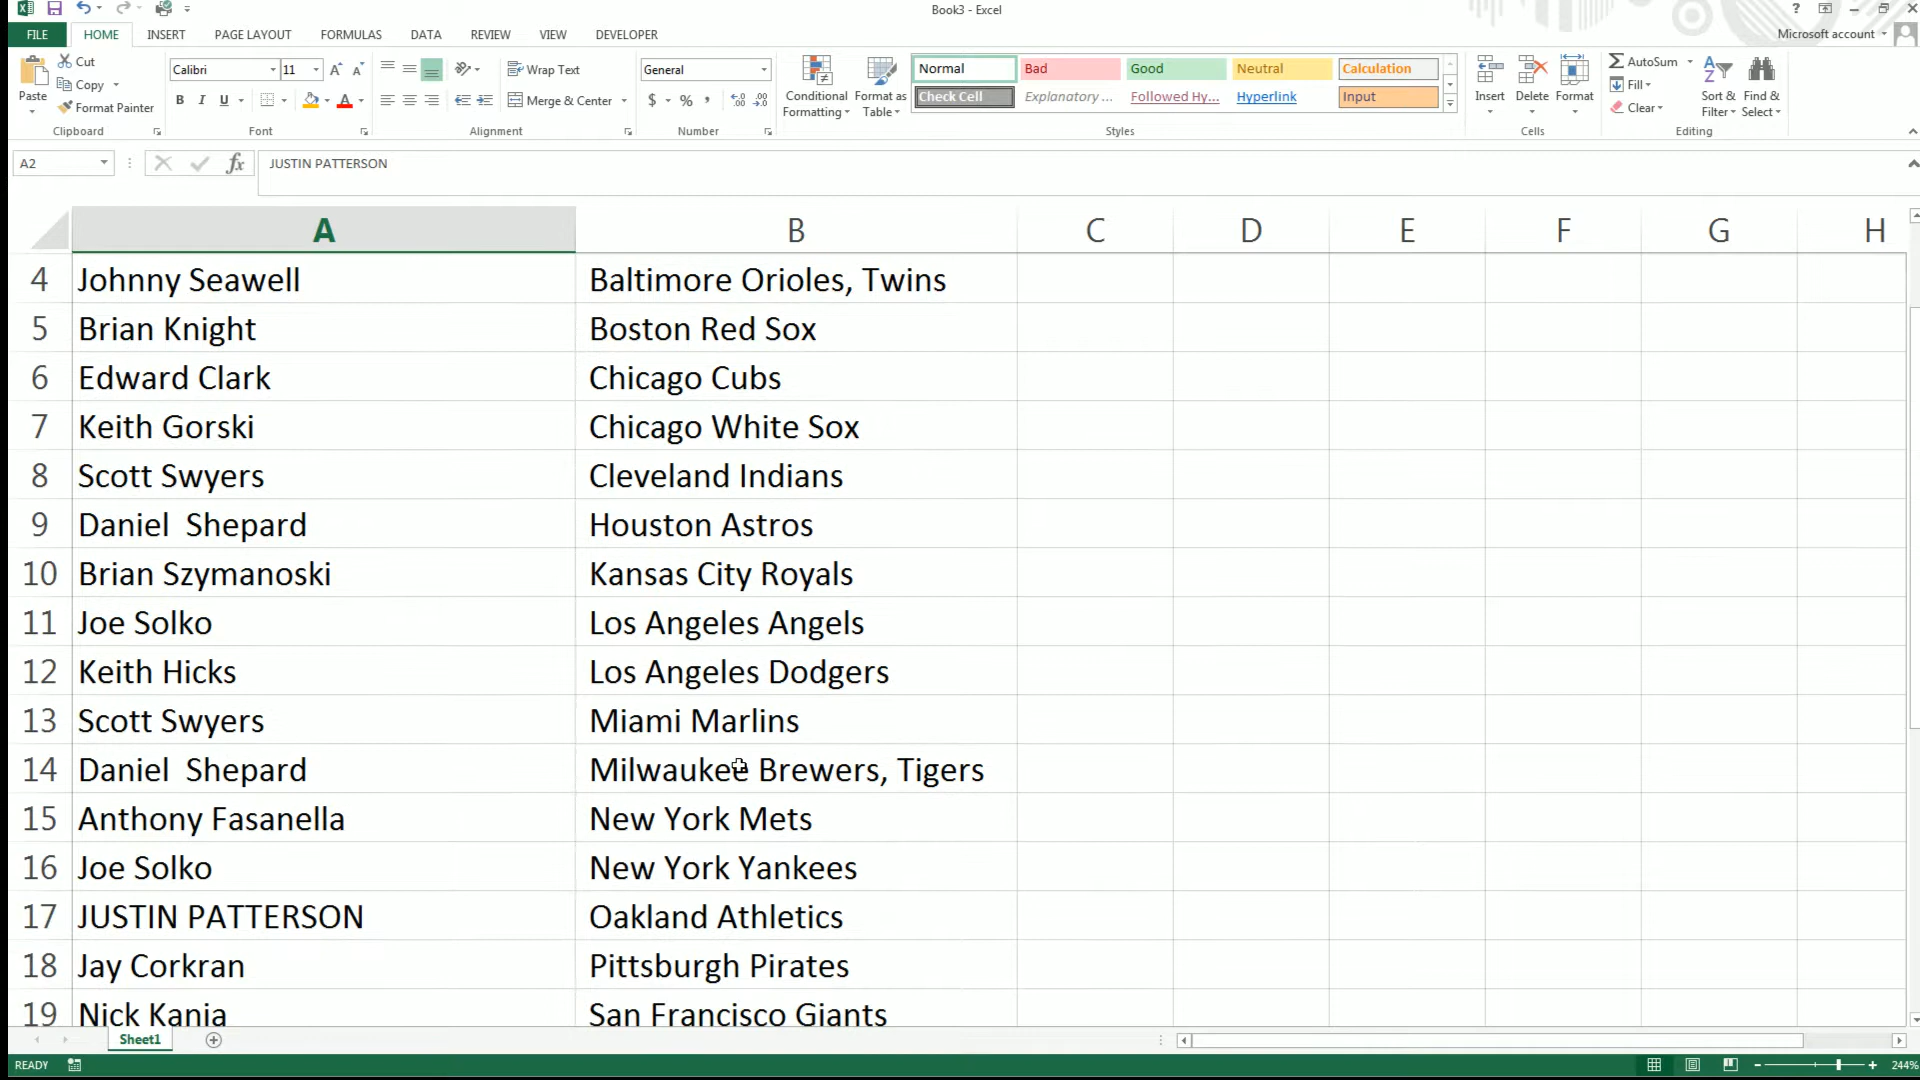 Book3 - Excel
?
FILE HOME INSERT PAGE LAYOUT FORMULAS DATA REVIEW VIEW DEVELOPER Microsoft account
Paste
Cut
Copy
Format Painter
Clipboard
Calibri 11
B I U A
Font
Wrap Text
Merge & Center
Alignment
General
$ % ,
Number
Conditional Formatting
Format as Table
Normal Bad Good Neutral Calculation
Check Cell Explanatory ... Followed Hy... Hyperlink Input
Styles
Insert Delete Format
Cells
AutoSum
Fill
Clear
Sort & Filter
Find & Select
Editing
A2 fx JUSTIN PATTERSON
A B C D E F G H
4 Johnny Seawell Baltimore Orioles, Twins
5 Brian Knight Boston Red Sox
6 Edward Clark Chicago Cubs
7 Keith Gorski Chicago White Sox
8 Scott Swyers Cleveland Indians
9 Daniel  Shepard Houston Astros
10 Brian Szymanoski Kansas City Royals
11 Joe Solko Los Angeles Angels
12 Keith Hicks Los Angeles Dodgers
13 Scott Swyers Miami Marlins
14 Daniel  Shepard Milwaukee Brewers, Tigers
15 Anthony Fasanella New York Mets
16 Joe Solko New York Yankees
17 JUSTIN PATTERSON Oakland Athletics
18 Jay Corkran Pittsburgh Pirates
19 Nick Kania San Francisco Giants
Sheet1
READY 244%